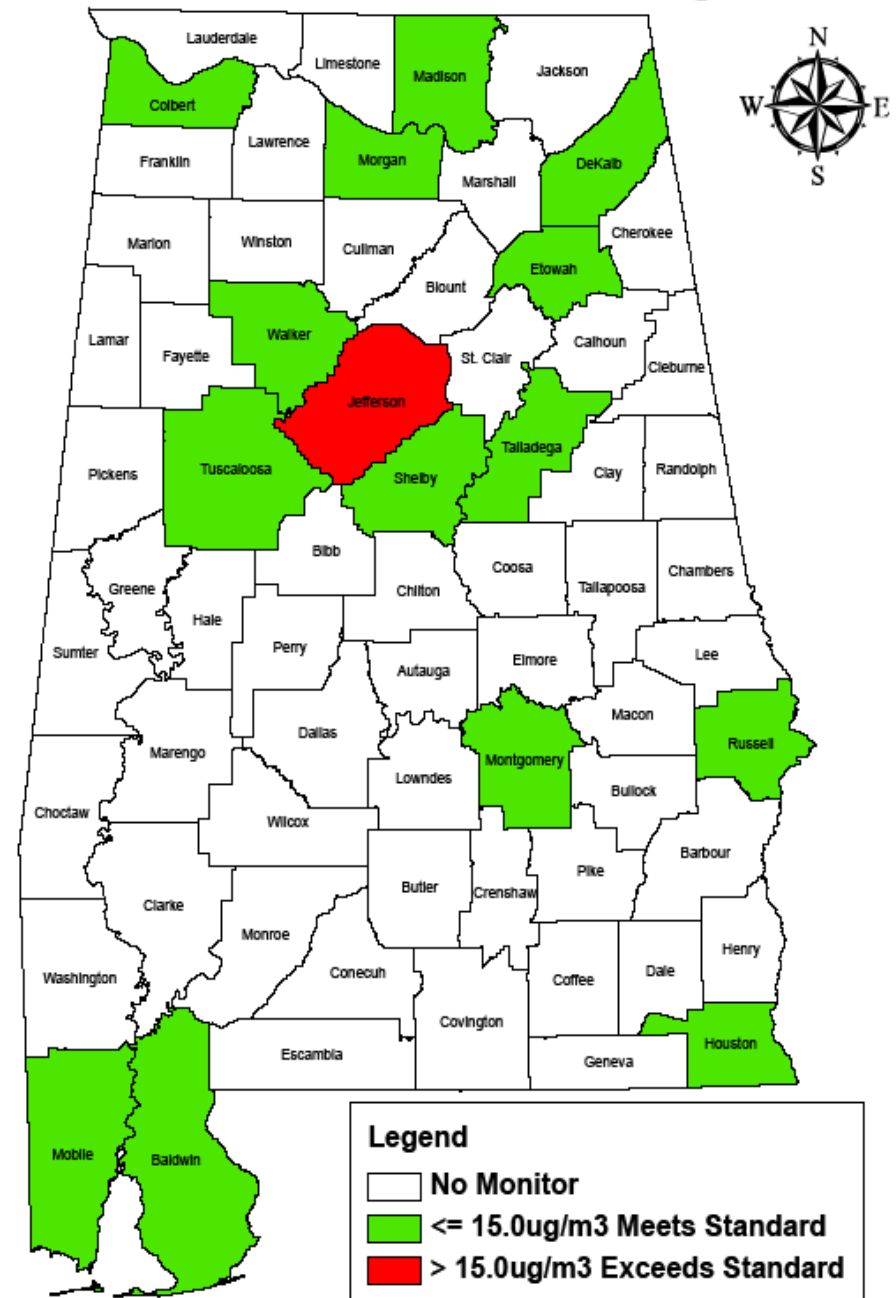 Lauderdale
Limestone
Madison
Jackson
N
W
E
S
Colbert
Lawrence
Franklin
Morgan
Marshall
DeKalb
Cherokee
Marion
Winston
Cullman
Etowah
Blount
Lamar
Fayette
Walker
St. Clair
Calhoun
Cleburne
Jefferson
Pickens
Tuscaloosa
Shelby
Talladega
Clay
Randolph
Bibb
Greene
Hale
Chilton
Coosa
Tallapoosa
Chambers
Sumter
Perry
Autauga
Elmore
Lee
Marengo
Dallas
Lowndes
Montgomery
Macon
Russell
Bullock
Choctaw
Wilcox
Clarke
Butler
Crenshaw
Pike
Barbour
Monroe
Washington
Conecuh
Covington
Coffee
Dale
Henry
Escambia
Geneva
Houston
Mobile
Baldwin
Legend
No Monitor
<= 15.0ug/m3 Meets Standard
> 15.0ug/m3 Exceeds Standard